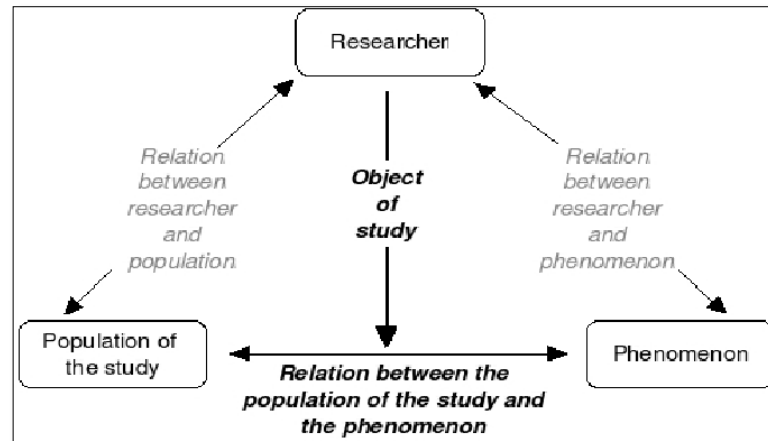 Researcher
Relation
between
researcher
and
population
Object
of
study
Relation
between
researcher
and
phenomenon
Population of
the study
Phenomenon
Relation between the
population of the study and
the phenomenon